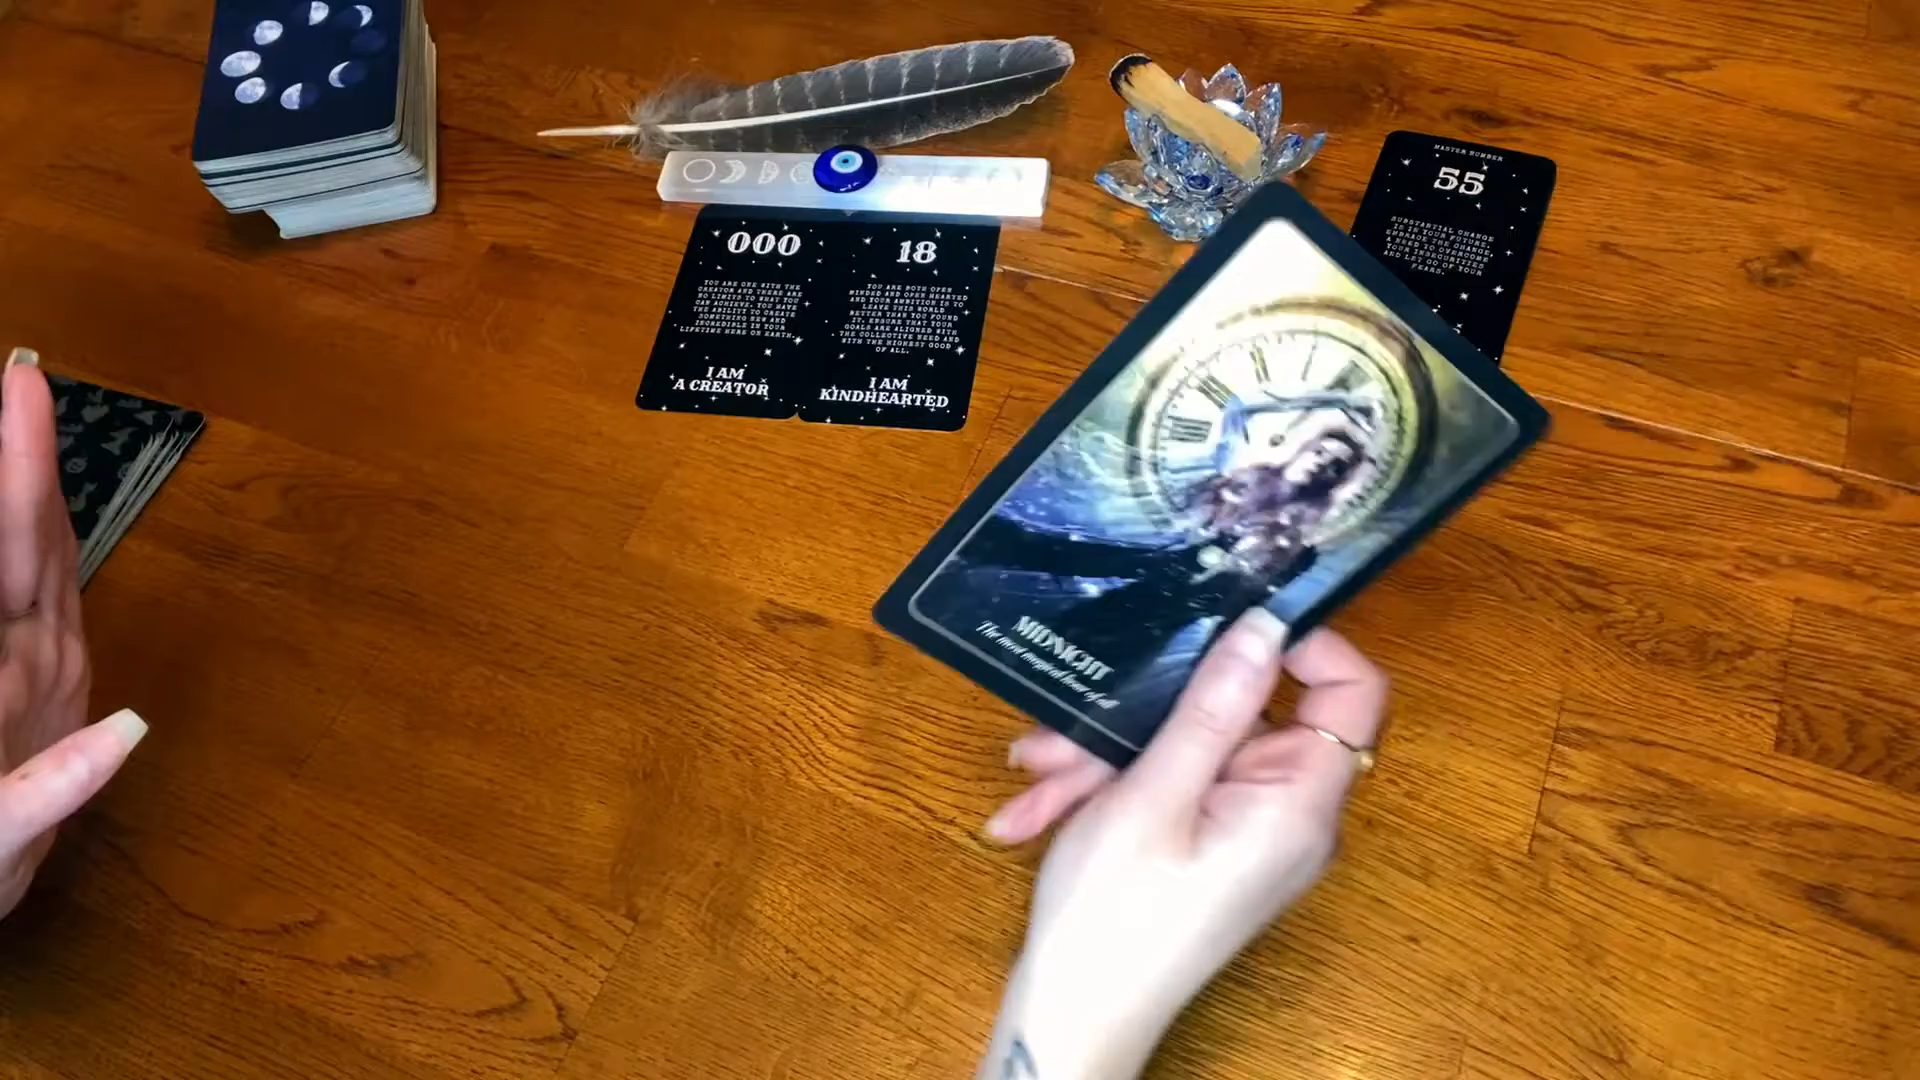 000
YOU ARE ONE WITH THE
CREATOR AND THERE ARE
NO LIMITS TO WHAT YOU
CAN ACHIEVE. YOU HAVE
THE ABILITY TO CREATE
SOMETHING NEW AND
INCREDIBLE IN YOUR
LIFETIME HERE ON EARTH.
I AM
A CREATOR
18
YOU ARE BOTH OPEN
MINDED AND OPEN HEARTED
AND YOUR AMBITION IS TO
LEAVE THIS WORLD
BETTER THAN YOU FOUND
IT. ENSURE THAT YOUR
GOALS ARE ALIGNED WITH
THE COLLECTIVE NEED AND
WITH THE HIGHEST GOOD
OF ALL.
I AM
KINDHEARTED
MASTER NUMBER
55
SUBSTANTIAL CHANGE
IS IN YOUR FUTURE.
EMBRACE THE CHANGE.
A NEED TO OVERCOME
YOUR INSECURITIES
AND LET GO OF YOUR
FEARS.
MIDNIGHT
The most magical hour of all